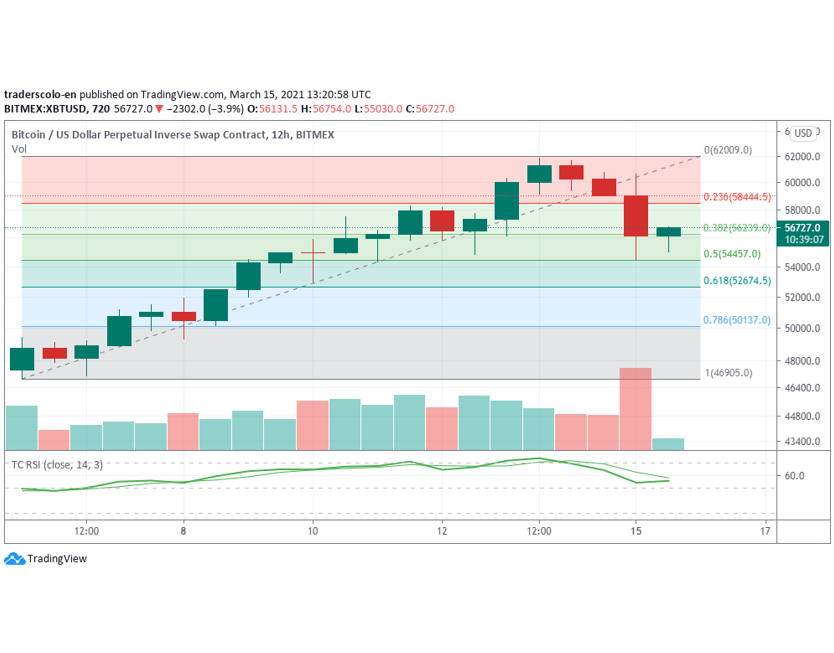 traderscolo-en published on TradingView.com, March 15, 2021 13:20:58 UTC
BITMEX:XBTUSD, 720 56727.0 ▼ −2302.0 (−3.9%) O:56131.5 H:56754.0 L:55030.0 C:56727.0
Bitcoin / US Dollar Perpetual Inverse Swap Contract, 12h, BITMEX
USD
Vol
0(62009.0)
62000.0
60000.0
0.236(58444.5)
58000.0
0.382(56239.0)
56727.0
10:39:07
0.5(54457.0)
54000.0
0.618(52674.5)
52000.0
0.786(50137.0)
50000.0
48000.0
1(46905.0)
46400.0
44800.0
43400.0
TC RSI (close, 14, 3)
60.0
12:00 8 10 12 12:00 15 17
TradingView